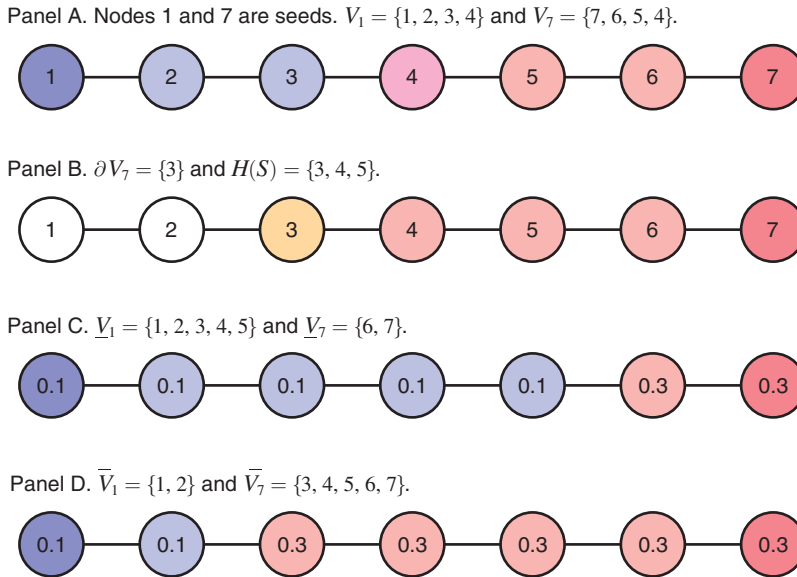 Panel A. Nodes 1 and 7 are seeds. V₁ = {1, 2, 3, 4} and V₇ = {7, 6, 5, 4}.
1 2 3 4 5 6 7
Panel B. ∂V₇ = {3} and H(S) = {3, 4, 5}.
1 2 3 4 5 6 7
Panel C. V̲₁ = {1, 2, 3, 4, 5} and V̲₇ = {6, 7}.
0.1 0.1 0.1 0.1 0.1 0.3 0.3
Panel D. V̅₁ = {1, 2} and V̅₇ = {3, 4, 5, 6, 7}.
0.1 0.1 0.3 0.3 0.3 0.3 0.3